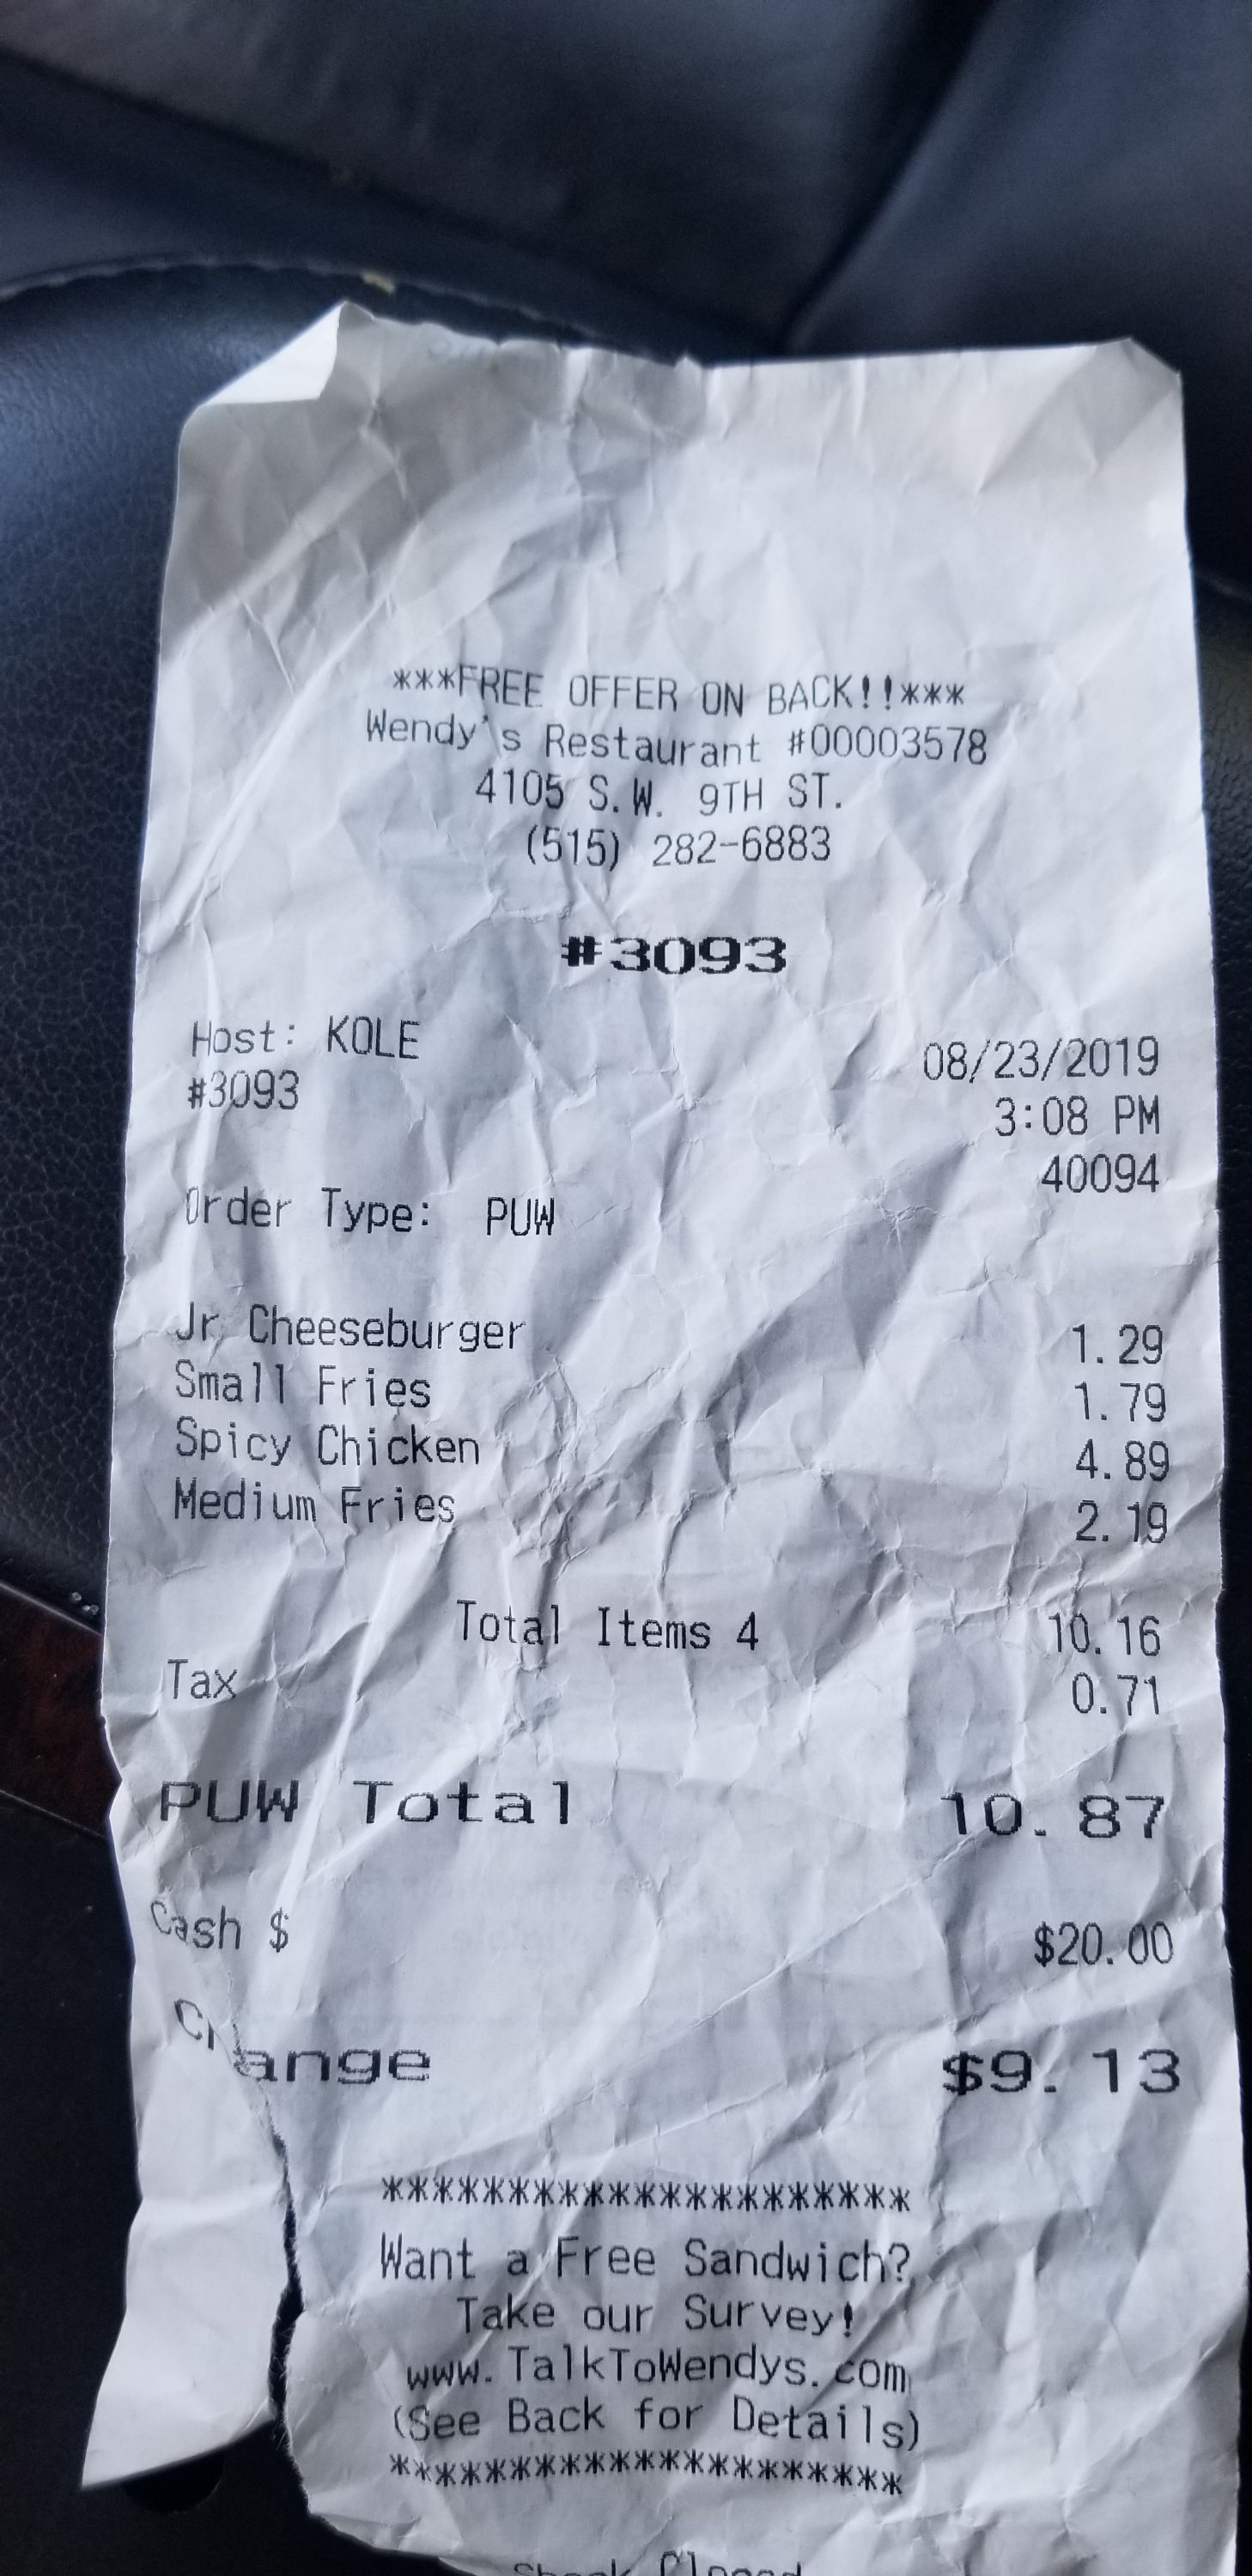 ***FREE OFFER ON BACK!!***
Wendy's Restaurant #00003578
4105 S.W. 9TH ST.
(515) 282-6883
#3093
Host: KOLE 08/23/2019
#3093 3:08 PM
40094
Order Type: PUW
Jr Cheeseburger 1.29
Small Fries 1.79
Spicy Chicken 4.89
Medium Fries 2.19
Total Items 4 10.16
Tax 0.71
PUW Total 10.87
Cash $ $20.00
Change $9.13
*********************
Want a Free Sandwich?
Take our Survey!
www.TalkToWendys.com
(See Back for Details)
*********************
Closed